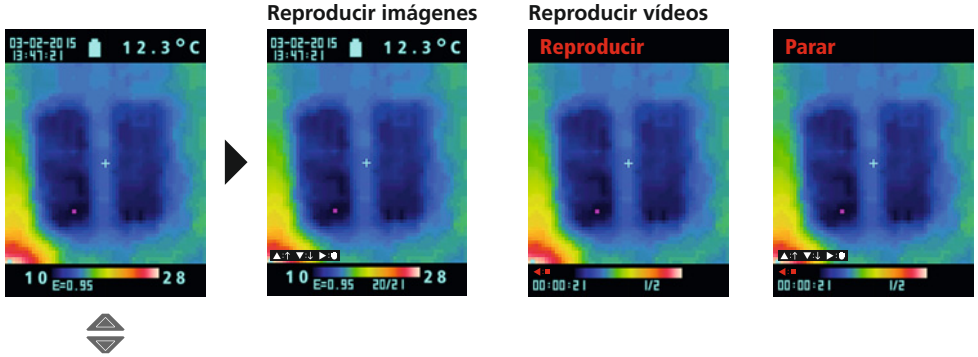 Reproducir imágenes
Reproducir vídeos
03-02-2015
13:47:21
12.3°C
10
28
E=0.95
03-02-2015
13:47:21
12.3°C
▲:↑ ▼:↓ ▶:
10
28
E=0.95
20/21
Reproducir
◀:■
00:00:21
1/2
Parar
▲:↑ ▼:↓ ▶:
◀:■
00:00:21
1/2